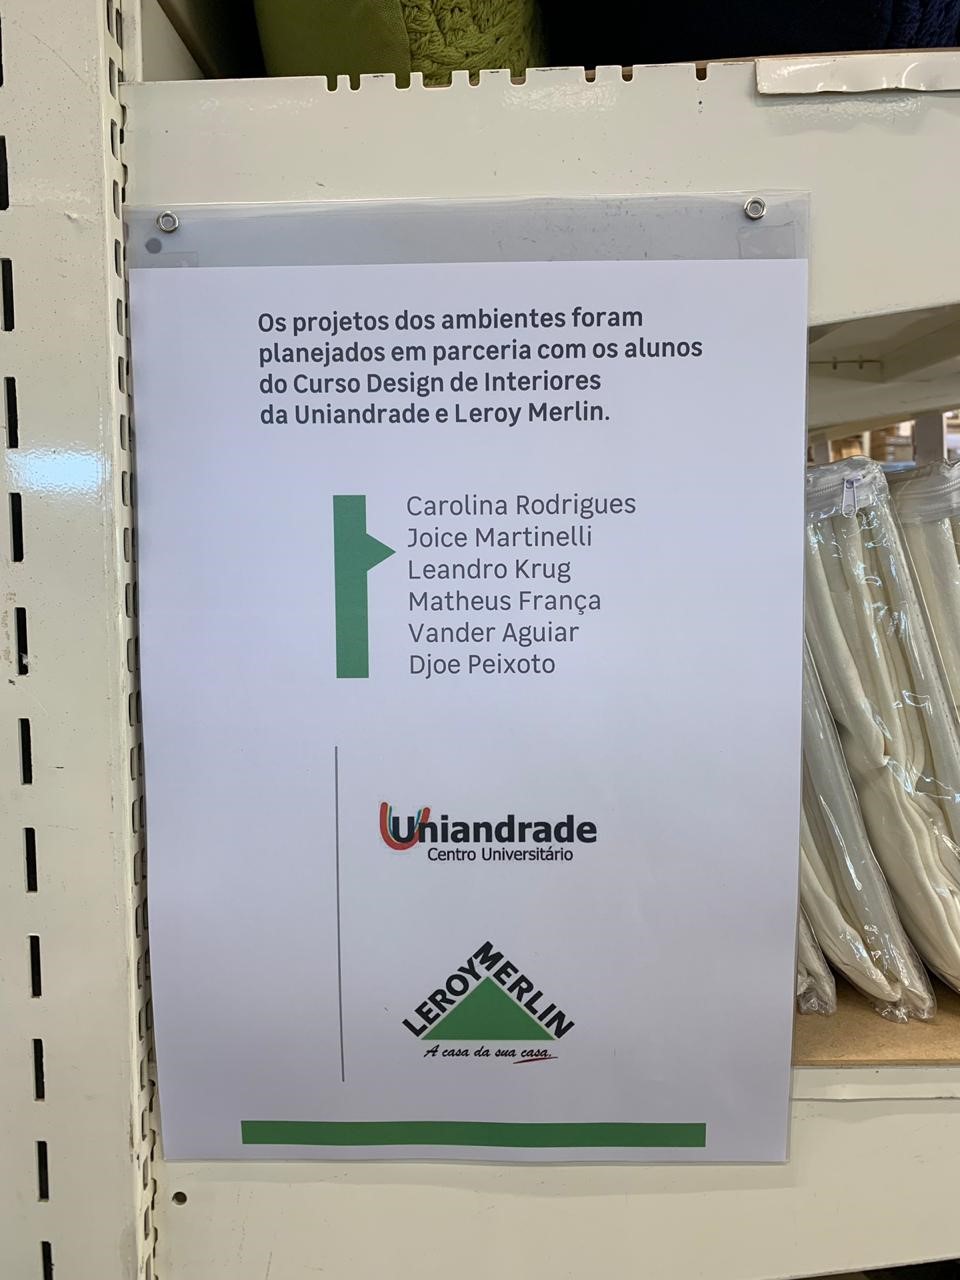 Os projetos dos ambientes foram
planejados em parceria com os alunos
do Curso Design de Interiores
da Uniandrade e Leroy Merlin.
Carolina Rodrigues
Joice Martinelli
Leandro Krug
Matheus França
Vander Aguiar
Djoe Peixoto
Uniandrade
Centro Universitário
LEROY MERLIN
A casa da sua casa.